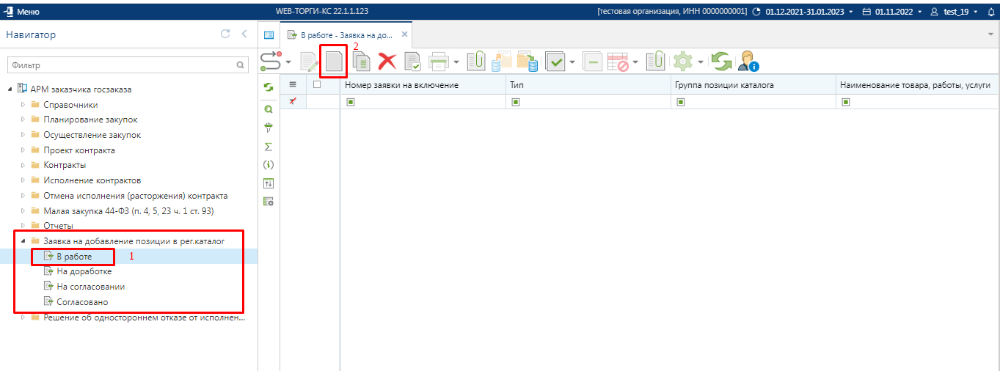 Меню
WEB-ТОРГИ-КС 22.1.1.123
[тестовая организация, ИНН 0000000001]
01.12.2021-31.01.2023
01.11.2022
test_19
Навигатор
В работе - Заявка на до...
2
Фильтр
АРМ заказчика госзаказа
Справочники
Планирование закупок
Осуществление закупок
Проект контракта
Контракты
Исполнение контрактов
Отмена исполнения (расторжения) контракта
Малая закупка 44-ФЗ (п. 4, 5, 23 ч. 1 ст. 93)
Отчеты
Заявка на добавление позиции в рег.каталог
В работе
1
На доработке
На согласовании
Согласовано
Решение об одностороннем отказе от исполнен...
Номер заявки на включение
Тип
Группа позиции каталога
Наименование товара, работы, услуги